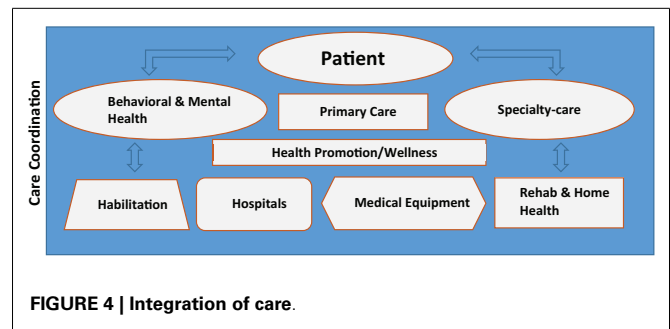 Care Coordination
Patient
Behavioral & Mental
Health
Primary Care
Specialty-care
Health Promotion/Wellness
Habilitation
Hospitals
Medical Equipment
Rehab & Home
Health
FIGURE 4 | Integration of care.